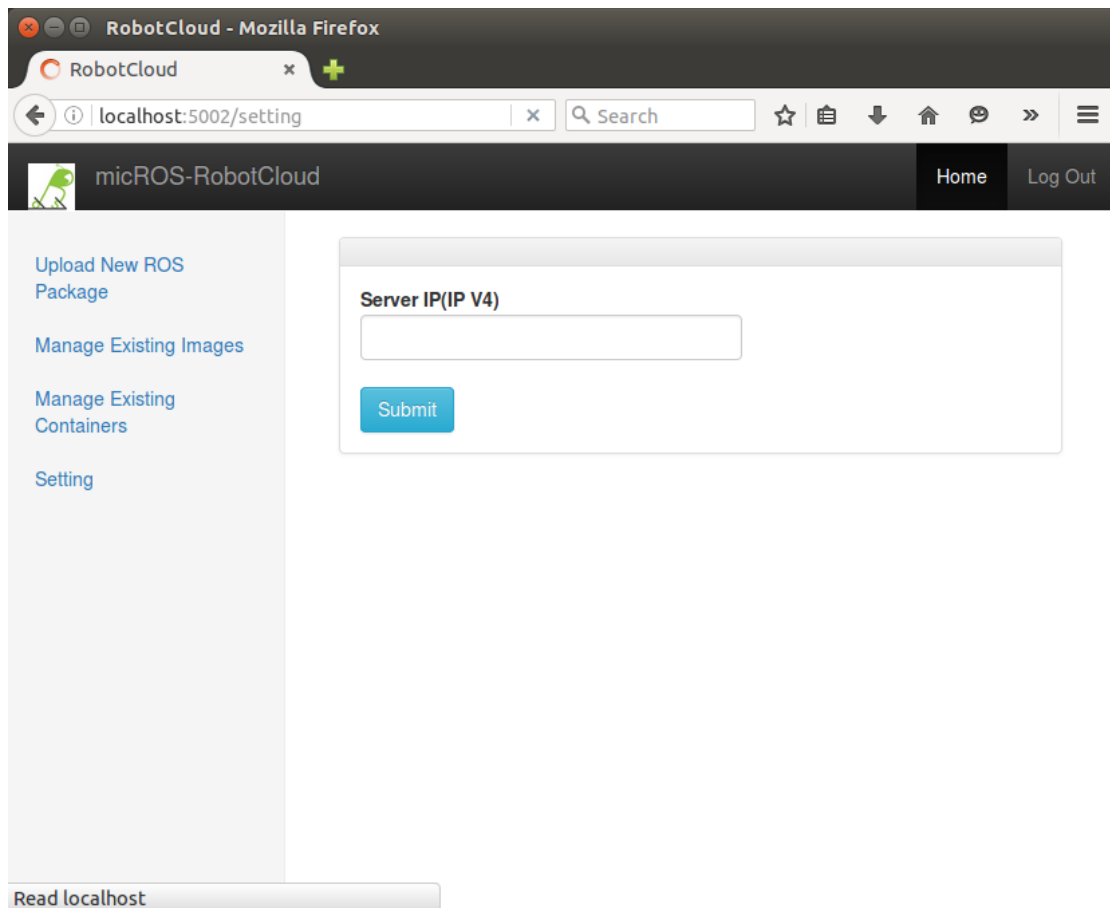 RobotCloud - Mozilla Firefox
RobotCloud
localhost:5002/setting
Search
micROS-RobotCloud
Home
Log Out
Upload New ROS
Package
Manage Existing Images
Manage Existing
Containers
Setting
Server IP(IP V4)
Submit
Read localhost